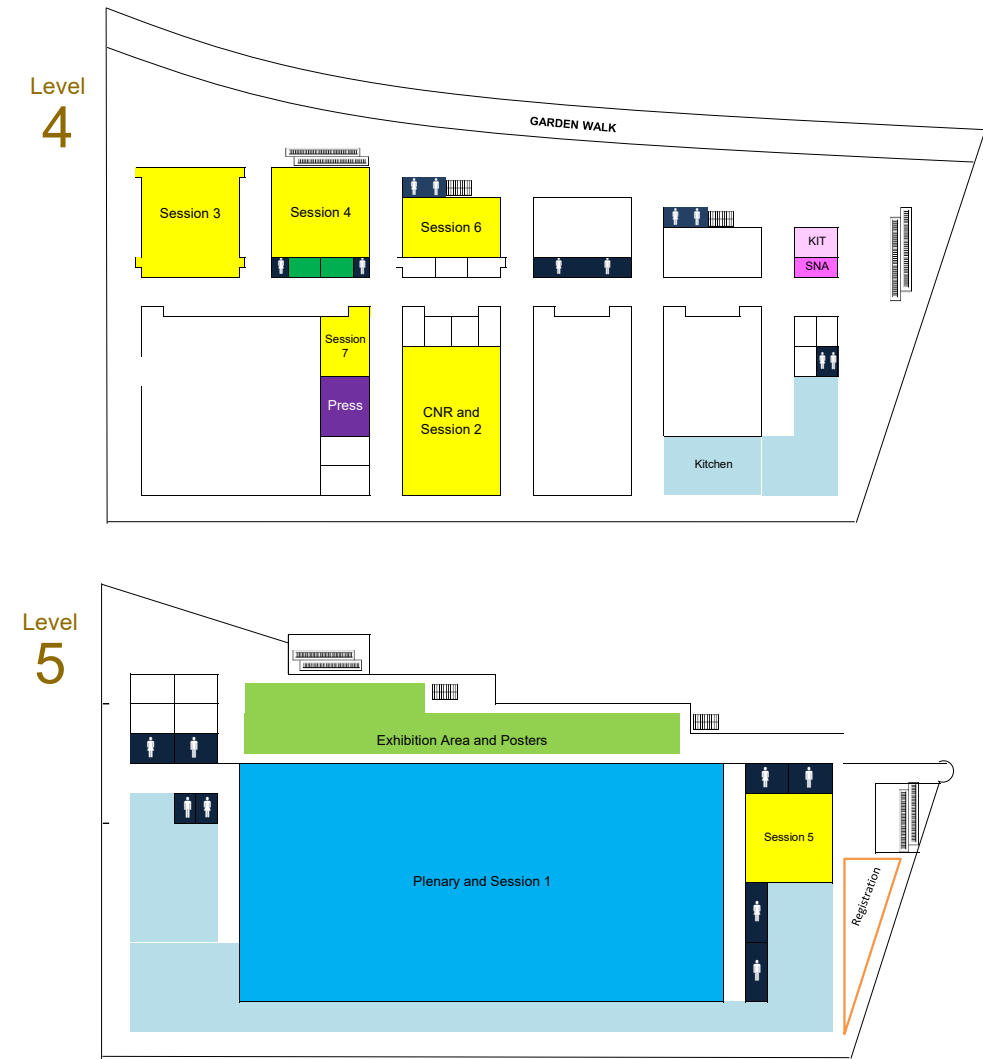 Level
4
GARDEN WALK
Session 3
Session 4
Session 6
KIT
SNA
Session
7
Press
CNR and
Session 2
Kitchen
Level
5
Exhibition Area and Posters
Session 5
Plenary and Session 1
Registration